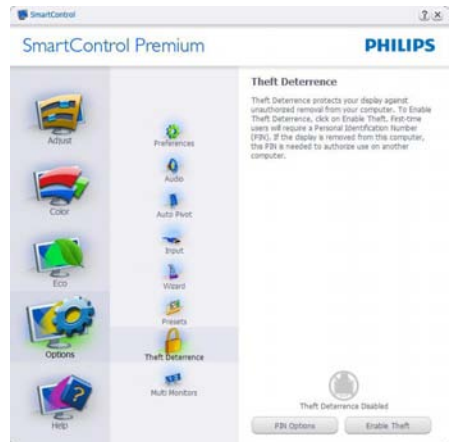 SmartControl
SmartControl Premium
PHILIPS
Adjust
Color
Eco
Options
Help
Preferences
Audio
Auto Pivot
Input
Wizard
Presets
Theft Deterrence
Multi Monitors
Theft Deterrence
Theft Deterrence protects your display against
unauthorized removal from your computer. To Enable
Theft Deterrence, click on Enable Theft. First-time
users will require a Personal Identification Number
(PIN). If the display is removed from this computer,
this PIN is needed to authorize use on another
computer.
Theft Deterrence Disabled
PIN Options
Enable Theft